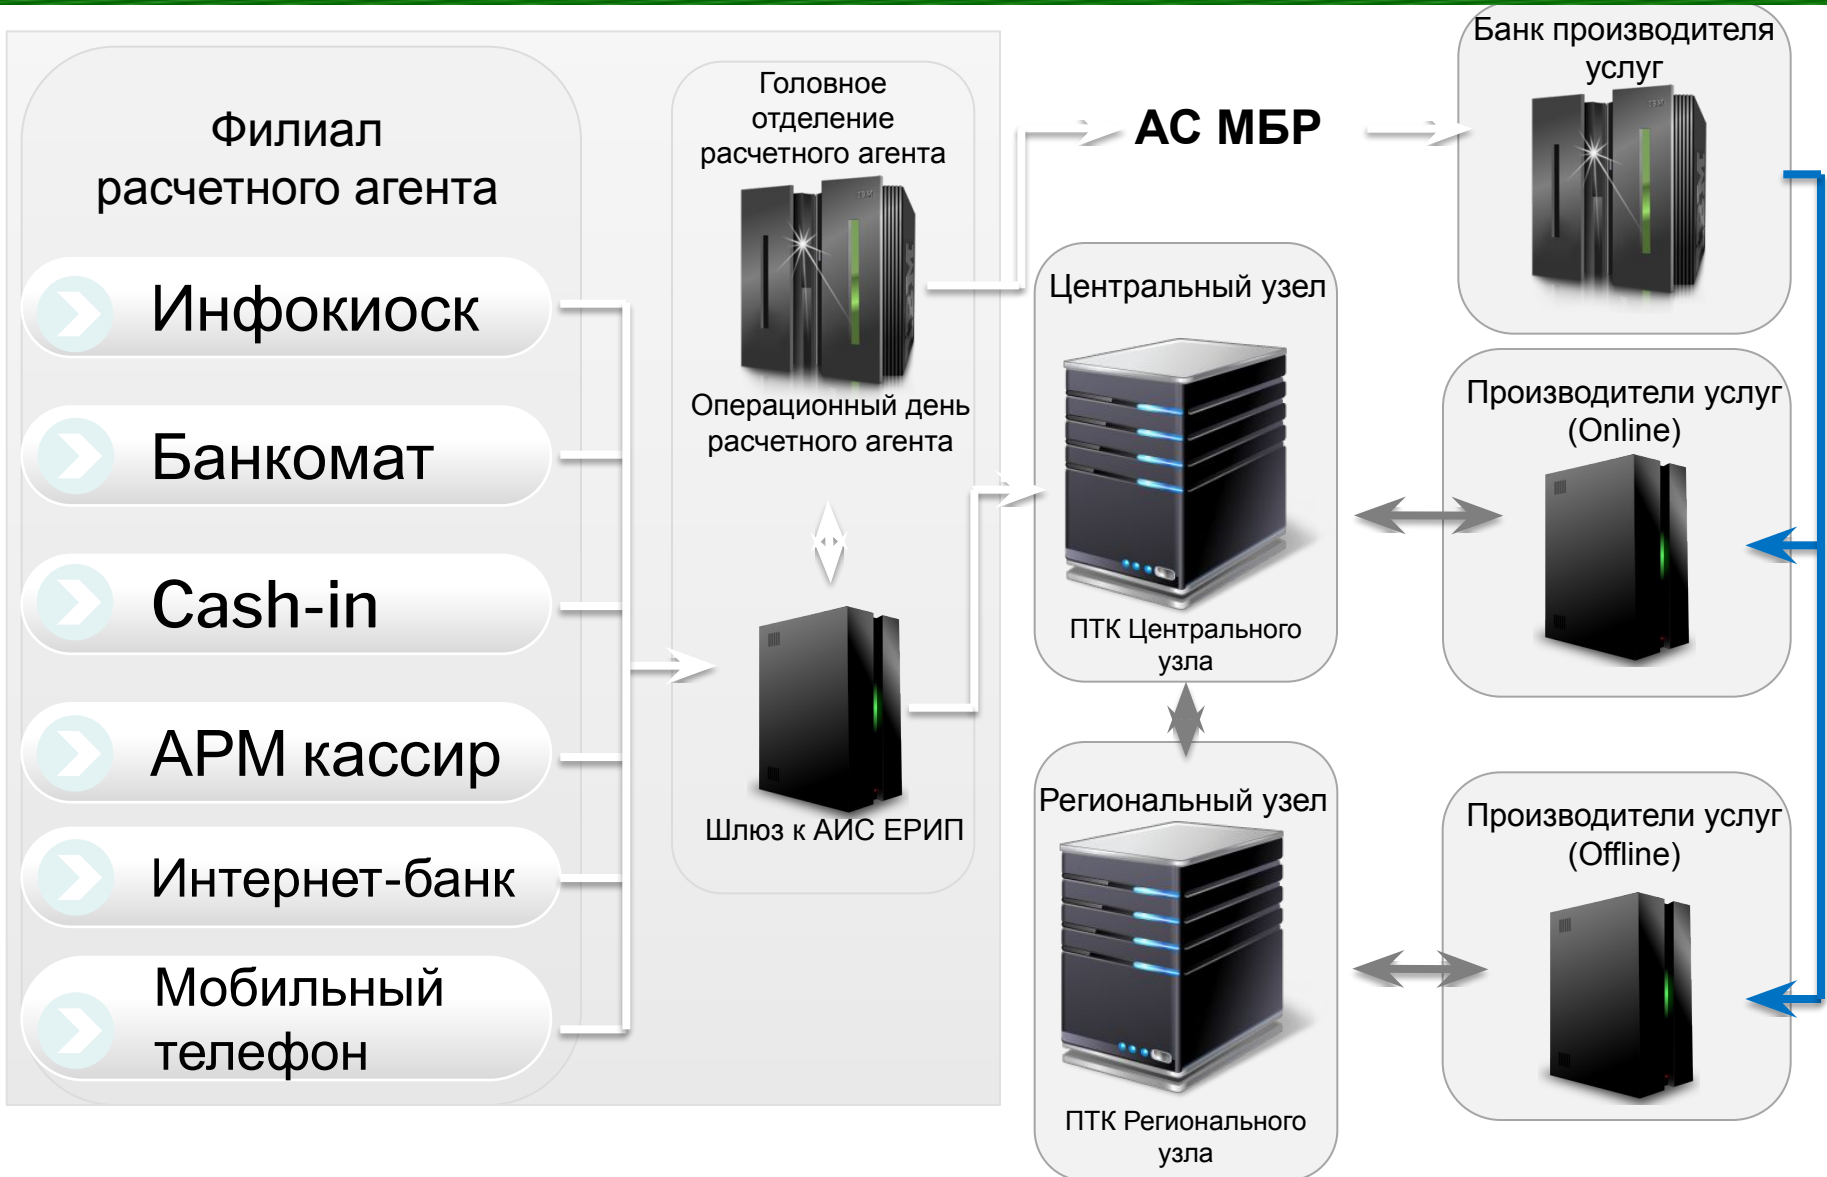 Филиал
расчетного агента
Инфокиоск
Банкомат
Cash-in
АРМ кассир
Интернет-банк
Мобильный
телефон
Головное
отделение
расчетного агента
Операционный день
расчетного агента
Шлюз к АИС ЕРИП
АС МБР
Центральный узел
ПТК Центрального
узла
Региональный узел
ПТК Регионального
узла
Банк производителя
услуг
Производители услуг
(Online)
Производители услуг
(Offline)